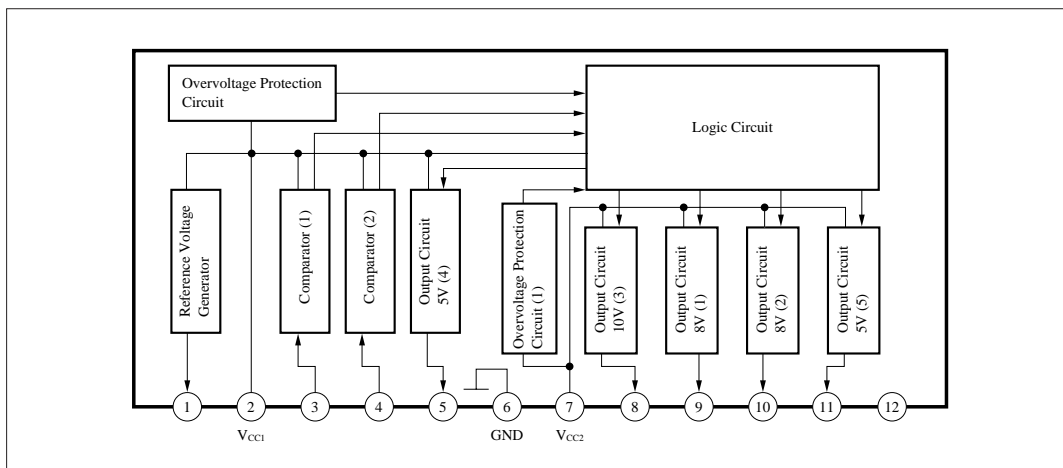 Overvoltage Protection
Circuit
Logic Circuit
Reference Voltage
Generator
Comparator (1)
Comparator (2)
Output Circuit
5V (4)
Overvoltage Protection
Circuit (1)
Output Circuit
10V (3)
Output Circuit
8V (1)
Output Circuit
8V (2)
Output Circuit
5V (5)
1
2
3
4
5
6
7
8
9
10
11
12
VCC1
GND
VCC2